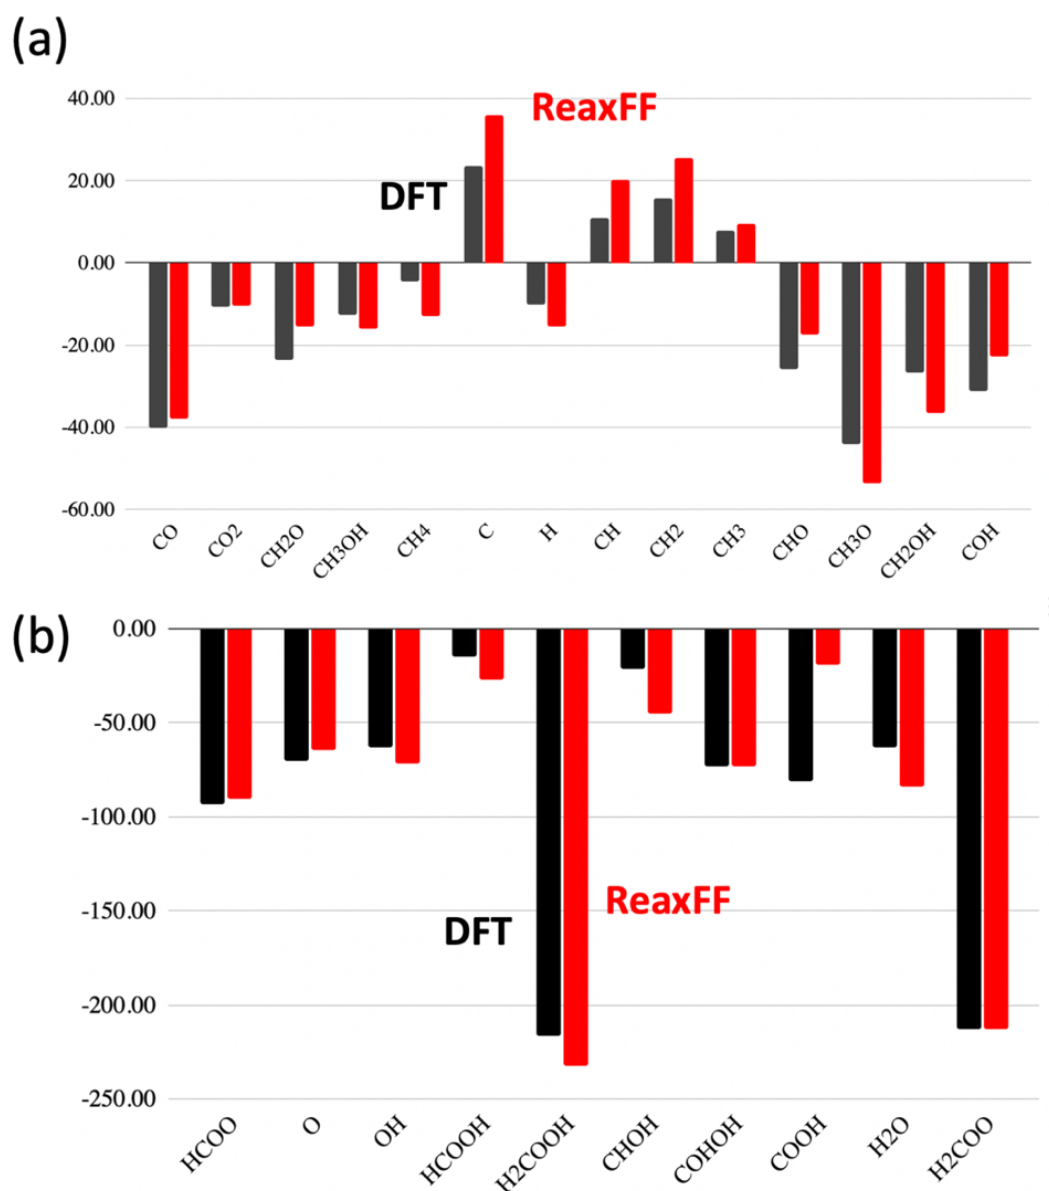 (a)
40.00
ReaxFF
20.00
DFT
0.00
-20.00
-40.00
-60.00
CO
CO2
CH2O
CH3OH
CH4
C
H
CH
CH2
CH3
CHO
CH3O
CH2OH
COH
(b)
0.00
-50.00
-100.00
-150.00
ReaxFF
DFT
-200.00
-250.00
HCOO
O
OH
HCOOH
H2COOH
CHOH
COHOH
COOH
H2O
H2COO